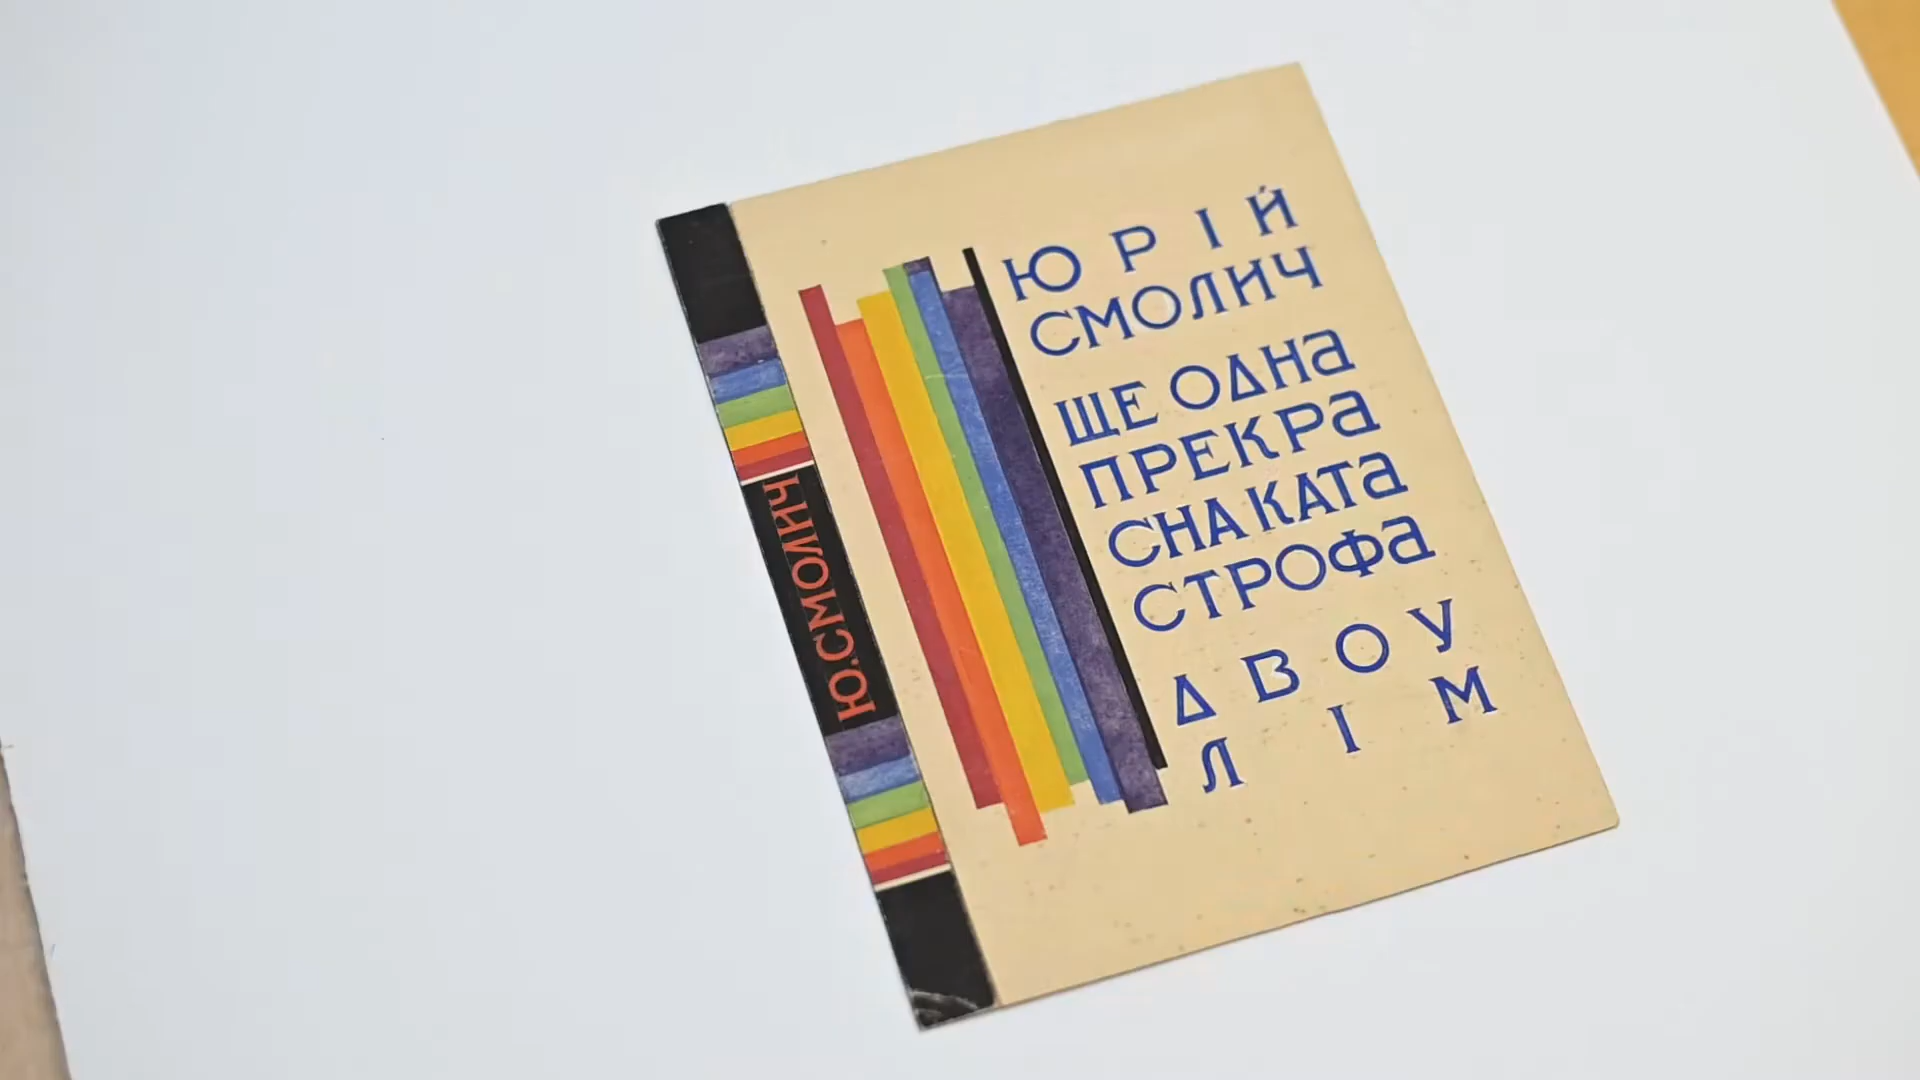 Ю. СМОЛИЧ
ЮРІЙ
СМОЛИЧ
ЩЕ ОДНА
ПРЕКРА
СНА КАТА
СТРОФА
ДВОУ
ЛІМ